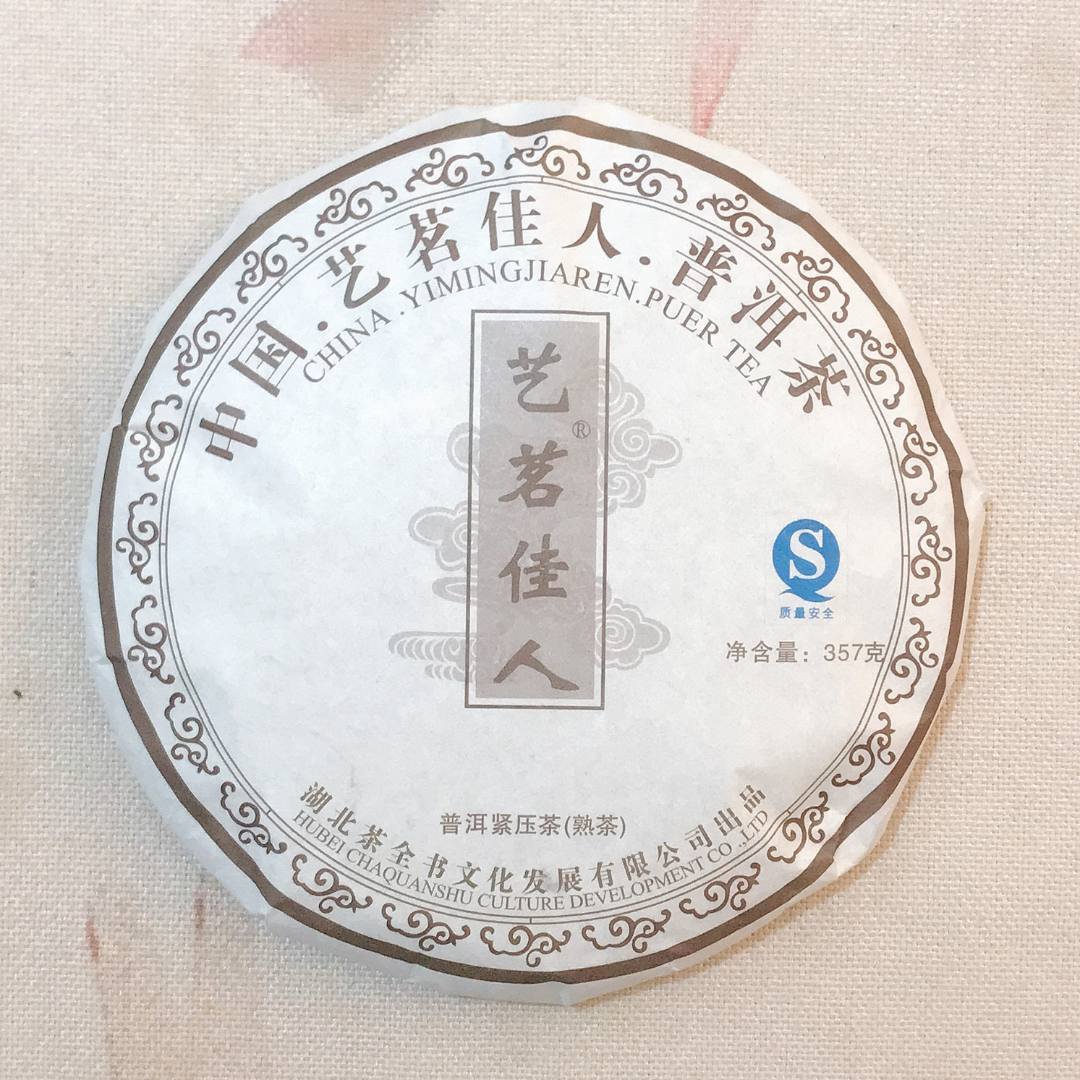 中国.艺茗佳人.普洱茶
CHINA .YIMINGJIAREN.PUER TEA
艺茗佳人
®
S
质量安全
净含量：357克
普洱紧压茶(熟茶)
湖北茶全书文化发展有限公司出品
HUBEI CHAQUANSHU CULTURE DEVELOPMENT CO .,LTD